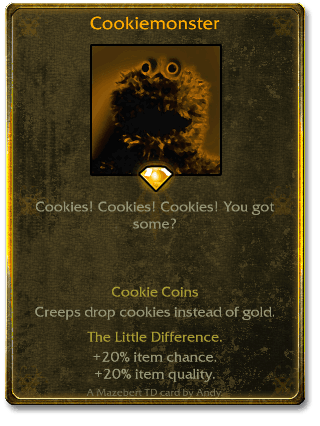 Cookiemonster
Cookies! Cookies! Cookies! You got
some?
Cookie Coins
Creeps drop cookies instead of gold.
The Little Difference.
+20% item chance.
+20% item quality.
A Mazebert TD card by Andy.